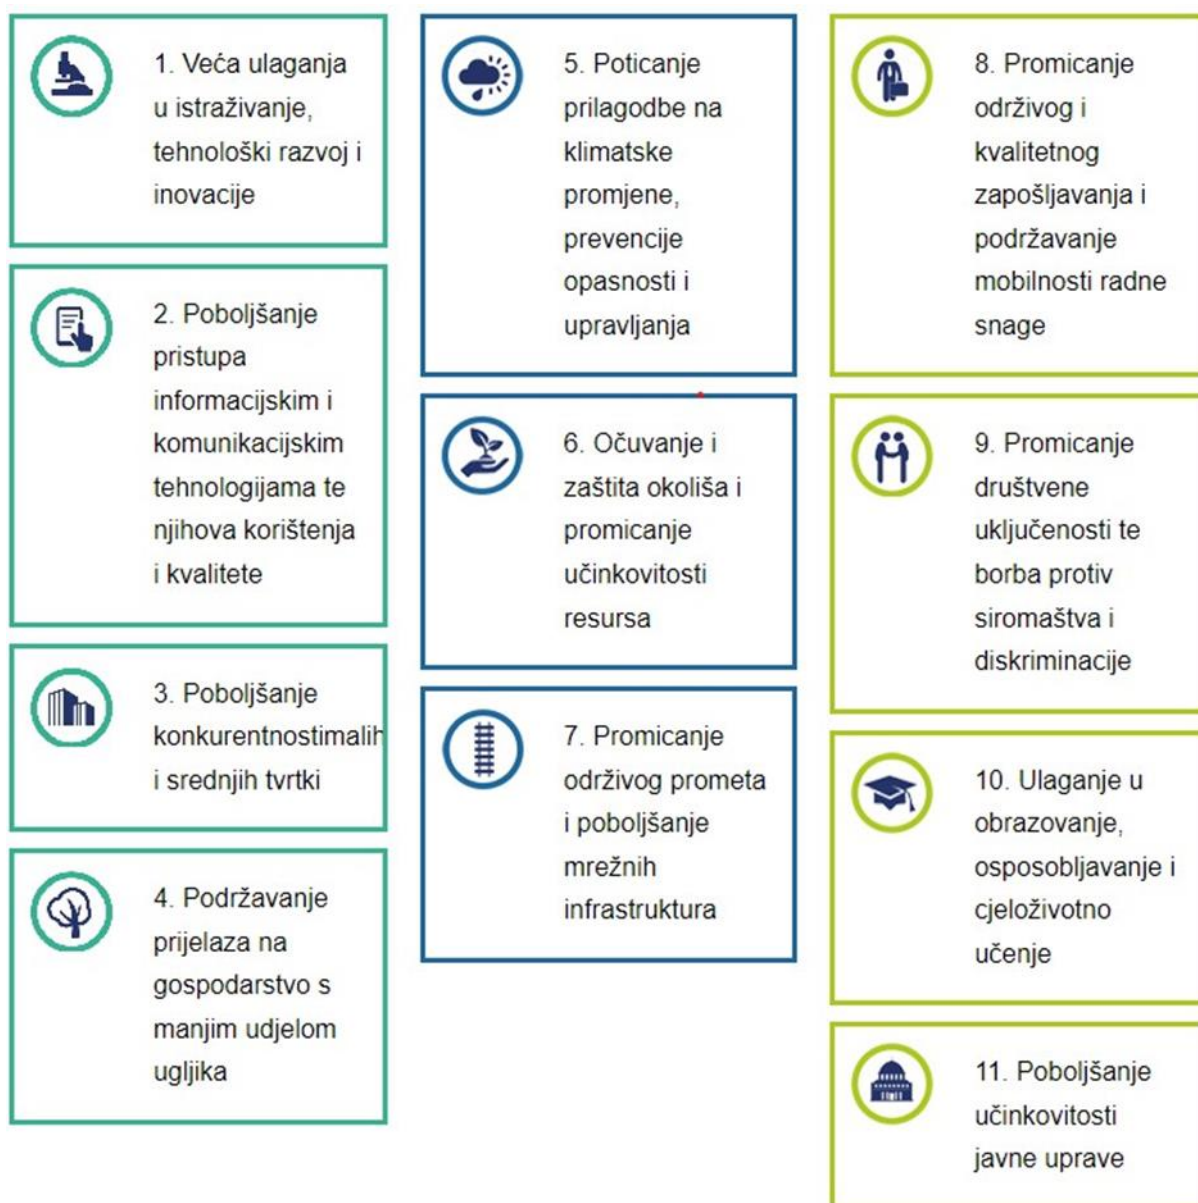 1. Veća ulaganja
u istraživanje,
tehnološki razvoj i
inovacije
2. Poboljšanje
pristupa
informacijskim i
komunikacijskim
tehnologijama te
njihova korištenja
i kvalitete
3. Poboljšanje
konkurentnostimalih
i srednjih tvrtki
4. Podržavanje
prijelaza na
gospodarstvo s
manjim udjelom
ugljika
5. Poticanje
prilagodbe na
klimatske
promjene,
prevencije
opasnosti i
upravljanja
6. Očuvanje i
zaštita okoliša i
promicanje
učinkovitosti
resursa
7. Promicanje
održivog prometa
i poboljšanje
mrežnih
infrastruktura
8. Promicanje
održivog i
kvalitetnog
zapošljavanja i
podržavanje
mobilnosti radne
snage
9. Promicanje
društvene
uključenosti te
borba protiv
siromaštva i
diskriminacije
10. Ulaganje u
obrazovanje,
osposobljavanje i
cjeloživotno
učenje
11. Poboljšanje
učinkovitosti
javne uprave